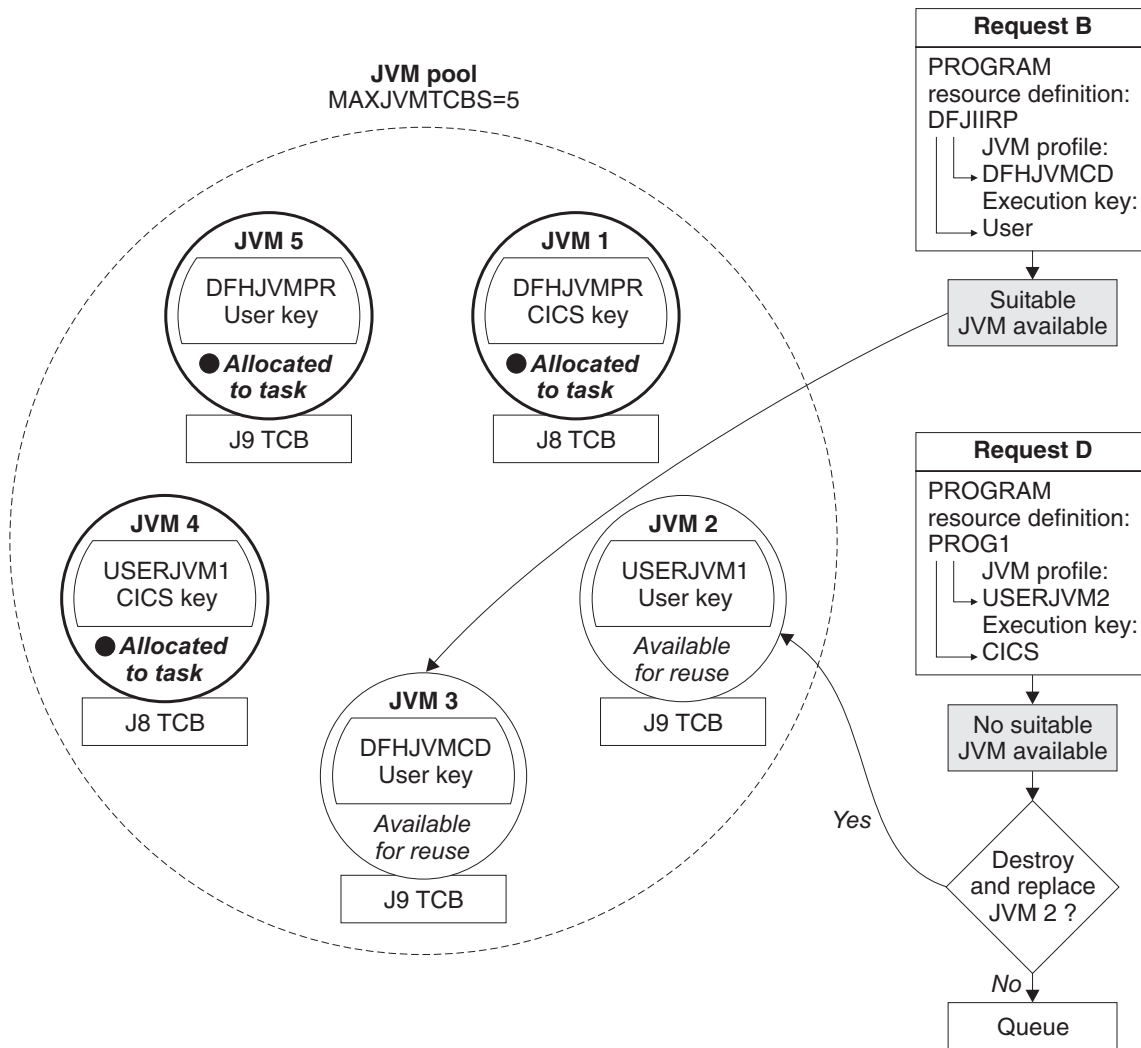 JVM pool
MAXJVMTCBS=5
JVM 5
DFHJVMPR
User key
Allocated
to task
J9 TCB
JVM 1
DFHJVMPR
CICS key
Allocated
to task
J8 TCB
JVM 4
USERJVM1
CICS key
Allocated
to task
J8 TCB
JVM 2
USERJVM1
User key
Available
for reuse
J9 TCB
JVM 3
DFHJVMCD
User key
Available
for reuse
J9 TCB
Request B
PROGRAM
resource definition:
DFJIIRP
JVM profile:
DFHJVMCD
Execution key:
User
Suitable
JVM available
Request D
PROGRAM
resource definition:
PROG1
JVM profile:
USERJVM2
Execution key:
CICS
No suitable
JVM available
Yes
Destroy
and replace
JVM 2 ?
No
Queue